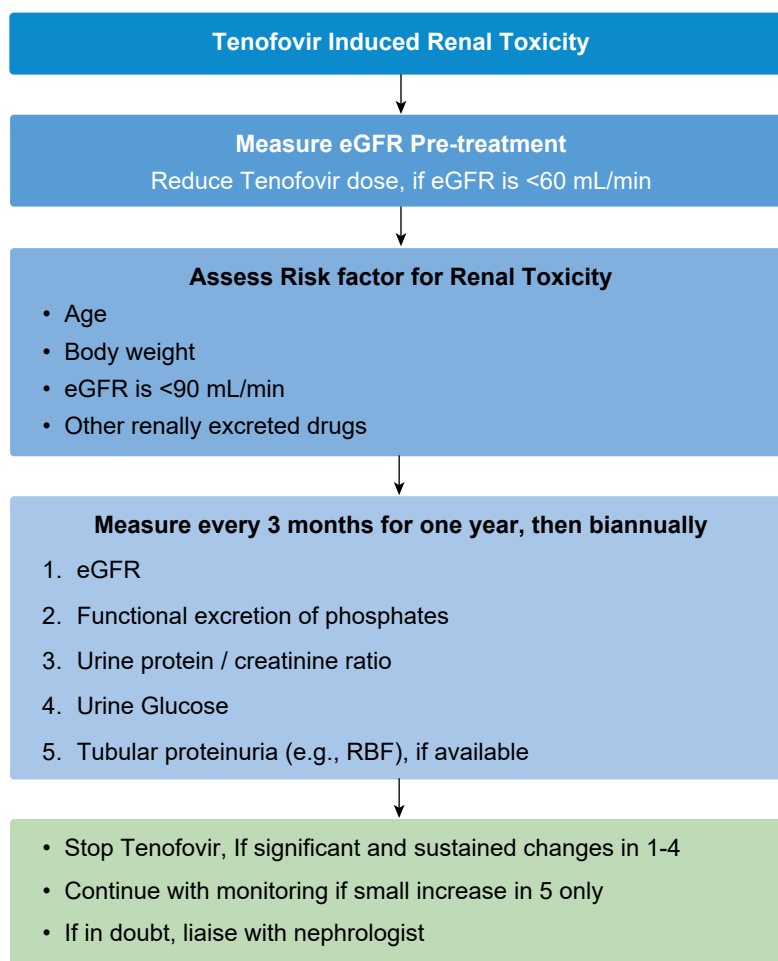 Tenofovir Induced Renal Toxicity
Measure eGFR Pre-treatment
Reduce Tenofovir dose, if eGFR is <60 mL/min
Assess Risk factor for Renal Toxicity
• Age
• Body weight
• eGFR is <90 mL/min
• Other renally excreted drugs
Measure every 3 months for one year, then biannually
1. eGFR
2. Functional excretion of phosphates
3. Urine protein / creatinine ratio
4. Urine Glucose
5. Tubular proteinuria (e.g., RBF), if available
• Stop Tenofovir, If significant and sustained changes in 1-4
• Continue with monitoring if small increase in 5 only
• If in doubt, liaise with nephrologist